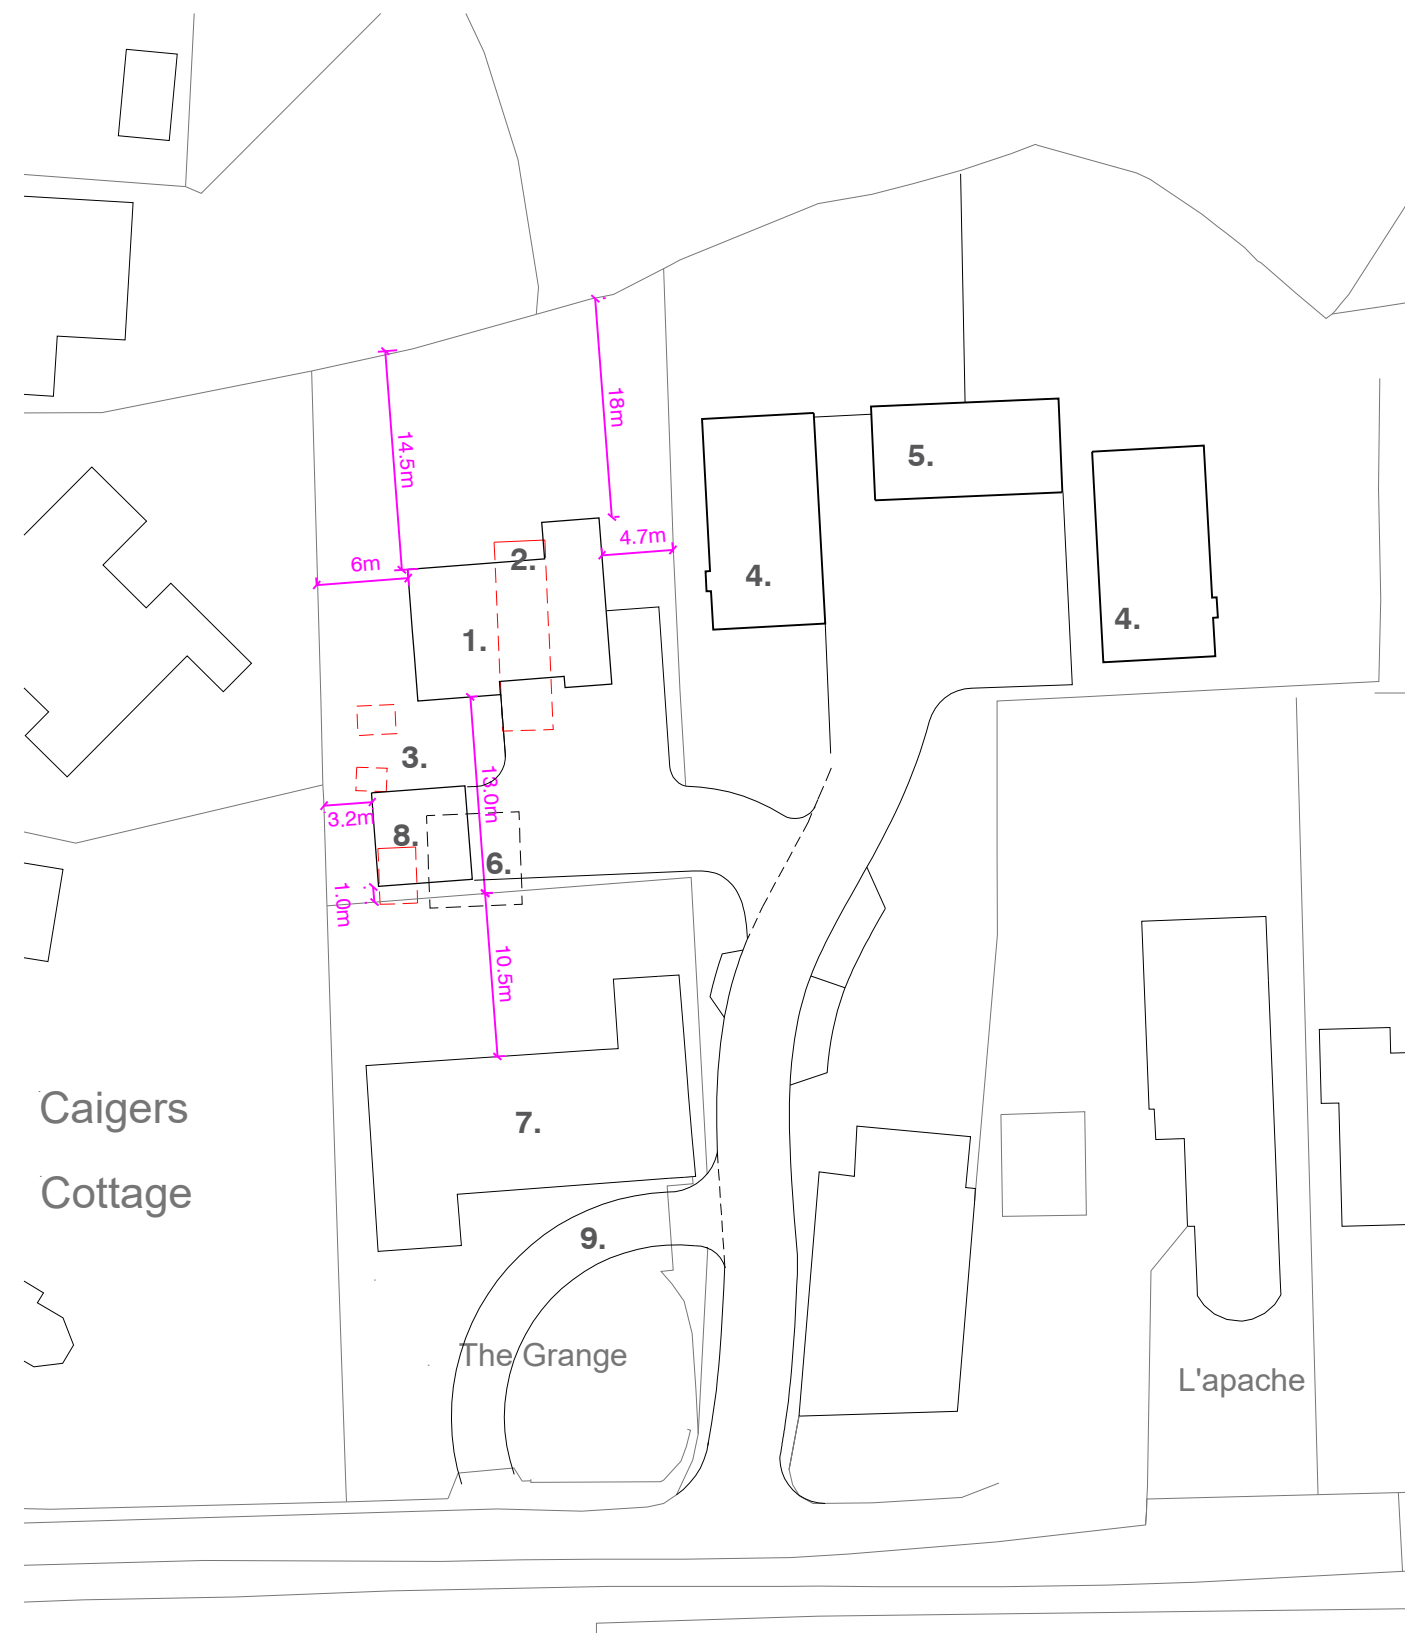 18m
14.5m
5.
4.7m
2.
6m
4.
4.
1.
3.
13.0m
3.2m
8.
6.
1.0m
10.5m
Caigers
7.
Cottage
9.
The Grange
L'apache